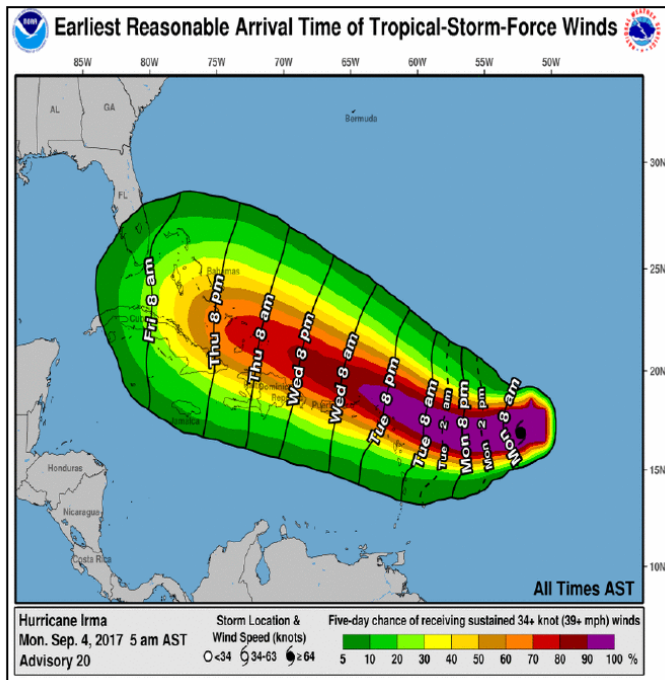 Earliest Reasonable Arrival Time of Tropical-Storm-Force Winds
85W 80W 75W 70W 65W 60W 55W 50W
AL
GA
Bermuda
30N
FL
25N
Bahamas
Cuba
20N
Dominican
Republic
Jamaica
15N
Honduras
Nicaragua
Costa Rica
10N
Fri 8 am
Thu 8 pm
Thu 8 am
Wed 8 pm
Wed 8 am
Tue 8 pm
Tue 8 am
Tue 2 am
Mon 8 pm
Mon 2 pm
Mon 8 am
All Times AST
Hurricane Irma
Mon. Sep. 4, 2017 5 am AST
Advisory 20
Storm Location &
Wind Speed (knots)
<34 34-63 ≥ 64
Five-day chance of receiving sustained 34+ knot (39+ mph) winds
5 10 20 30 40 50 60 70 80 90 100 %